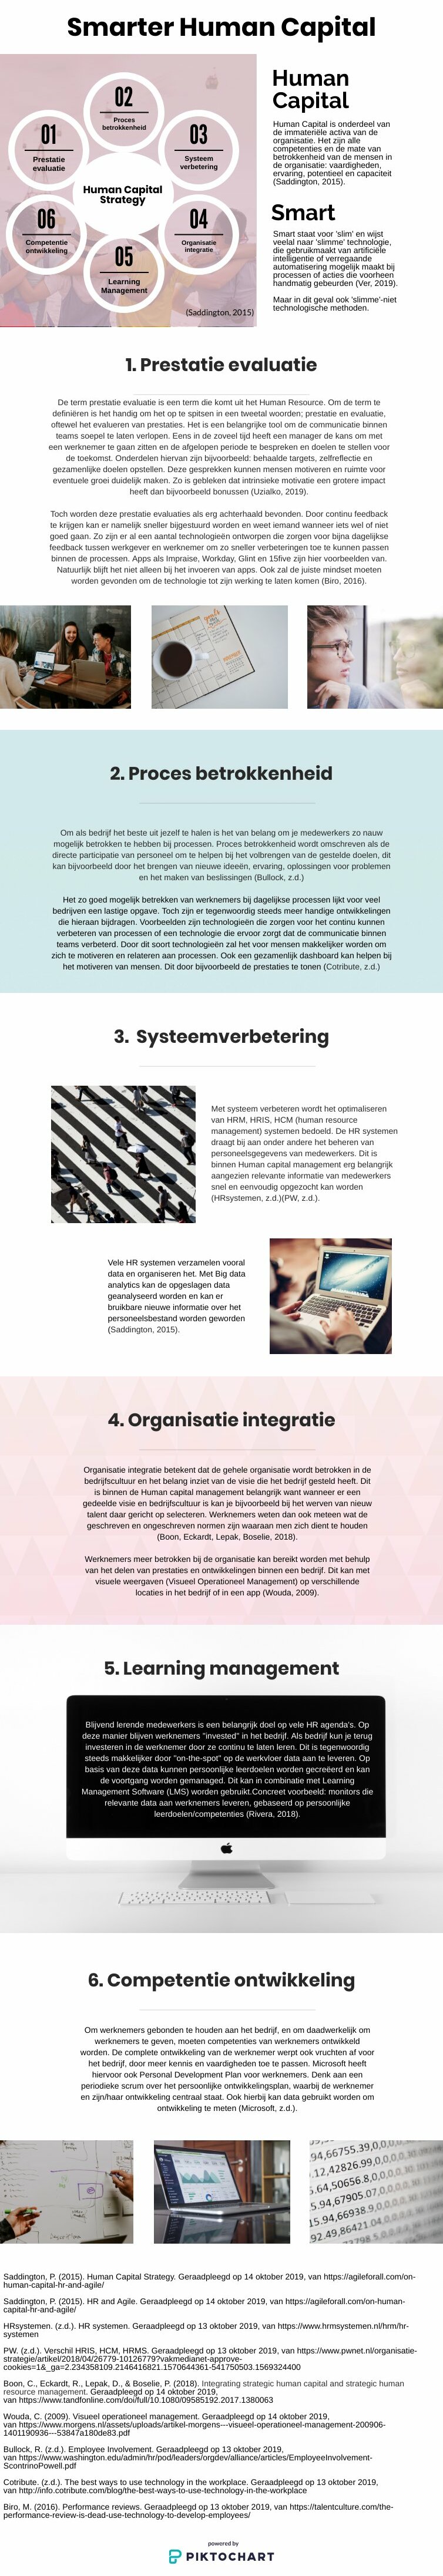 Smarter Human Capital
01
Prestatie
evaluatie
02
Proces
betrokkenheid
03
Systeem
verbetering
Human Capital
Strategy
06
Competentie
ontwikkeling
04
Organisatie
integratie
05
Learning
Management
(Saddington, 2015)
Human
Capital
Human Capital is onderdeel van
de immateriële activa van de
organisatie. Het zijn alle
competenties en de mate van
betrokkenheid van de mensen in
de organisatie: vaardigheden,
ervaring, potentieel en capaciteit
(Saddington, 2015).
Smart
Smart staat voor 'slim' en wijst
veelal naar 'slimme' technologie,
die gebruikmaakt van artificiële
intelligentie of verregaande
automatisering mogelijk maakt bij
processen of acties die voorheen
handmatig gebeurden (Ver, 2019).
Maar in dit geval ook 'slimme'-niet
technologische methoden.
1. Prestatie evaluatie
De term prestatie evaluatie is een term die komt uit het Human Resource. Om de term te
definiëren is het handig om het op te spitsen in een tweetal woorden; prestatie en evaluatie,
oftewel het evalueren van prestaties. Het is een belangrijke tool om de communicatie binnen
teams soepel te laten verlopen. Eens in de zoveel tijd heeft een manager de kans om met
een werknemer te gaan zitten en de afgelopen periode te bespreken en doelen te stellen voor
de toekomst. Onderdelen hiervan zijn bijvoorbeeld: behaalde targets, zelfreflectie en
gezamenlijke doelen opstellen. Deze gesprekken kunnen mensen motiveren en ruimte voor
eventuele groei duidelijk maken. Zo is gebleken dat intrinsieke motivatie een grotere impact
heeft dan bijvoorbeeld bonussen (Uzialko, 2019).
Toch worden deze prestatie evaluaties als erg achterhaald bevonden. Door continu feedback
te krijgen kan er namelijk sneller bijgestuurd worden en weet iemand wanneer iets wel of niet
goed gaan. Zo zijn er al een aantal technologieën ontworpen die zorgen voor bijna dagelijkse
feedback tussen verkgever en werknemer om zo sneller verbeteringen toe te kunnen passen
binnen de processen. Apps als Impraise, Workday, Glint en 15five zijn hier voorbeelden van.
Natuurlijk blijft het niet alleen bij het invoeren van apps. Ook zal de juiste mindset moeten
worden gevonden om de technologie tot zijn werking te laten komen (Biro, 2016).
2. Proces betrokkenheid
Om als bedrijf het beste uit jezelf te halen is het van belang om je medewerkers zo nauw
mogelijk betrokken te hebben bij processen. Proces betrokkenheid wordt omschreven als de
directe participatie van personeel om te helpen bij het volbrengen van de gestelde doelen, dit
kan bijvoorbeeld door het brengen van nieuwe ideeën, ervaring, oplossingen voor problemen
en het maken van beslissingen (Bullock, z.d.)
Het zo goed mogelijk betrekken van werknemers bij dagelijkse processen lijkt voor veel
bedrijven een lastige opgave. Toch zijn er tegenwoordig steeds meer handige ontwikkelingen
die hieraan bijdragen. Voorbeelden zijn technologieën die zorgen voor het continu kunnen
verbeteren van processen of een technologie die ervoor zorgt dat de communicatie binnen
teams verbeterd. Door dit soort technologieën zal het voor mensen makkelijker worden om
zich te motiveren en relateren aan processen. Ook een gezamenlijk dashboard kan helpen bij
het motiveren van mensen. Dit door bijvoorbeeld de prestaties te tonen (Cotribute, z.d.)
3. Systeemverbetering
Met systeem verbeteren wordt het optimaliseren
van HRM, HRIS, HCM (human resource
management) systemen bedoeld. De HR systemen
draagt bij aan onder andere het beheren van
personeelsgegevens van medewerkers. Dit is
binnen Human capital management erg belangrijk
aangezien relevante informatie van medewerkers
snel en eenvoudig opgezocht kan worden
(HRsystemen, z.d.)(PW, z.d.).
Vele HR systemen verzamelen vooral
data en organiseren het. Met Big data
analytics kan de opgeslagen data
geanalyseerd worden en kan er
bruikbare nieuwe informatie over het
personeelsbestand worden geworden
(Saddington, 2015).
4. Organisatie integratie
Organisatie integratie betekent dat de gehele organisatie wordt betrokken in de
bedrijfscultuur en het belang inziet van de visie die het bedrijf gesteld heeft. Dit
is binnen de Human capital management belangrijk want wanneer er een
gedeelde visie en bedrijfscultuur is kan je bijvoorbeeld bij het werven van nieuw
talent daar gericht op selecteren. Werknemers weten dan ook meteen wat de
geschreven en ongeschreven normen zijn waaraan men zich dient te houden
(Boon, Eckardt, Lepak, Boselie, 2018).
Werknemers meer betrokken bij de organisatie kan bereikt worden met behulp
van het delen van prestaties en ontwikkelingen binnen een bedrijf. Dit kan met
visuele weergaven (Visueel Operationeel Management) op verschillende
locaties in het bedrijf of in een app (Wouda, 2009).
5. Learning management
Blijvend lerende medewerkers is een belangrijk doel op vele HR agenda's. Op
deze manier blijven werknemers "invested" in het bedrijf. Als bedrijf kun je terug
investeren in de werknemer door ze continu te laten leren. Dit is tegenwoordig
steeds makkelijker door "on-the-spot" op de werkvloer data aan te leveren. Op
basis van deze data kunnen persoonlijke leerdoelen worden gecreëerd en kan
de voortgang worden gemanaged. Dit kan in combinatie met Learning
Management Software (LMS) worden gebruikt.Concreet voorbeeld: monitors die
relevante data aan werknemers leveren, gebaseerd op persoonlijke
leerdoelen/competenties (Rivera, 2018).
6. Competentie ontwikkeling
Om werknemers gebonden te houden aan het bedrijf, en om daadwerkelijk om
werknemers te geven, moeten competenties van werknemers ontwikkeld
worden. De complete ontwikkeling van de werknemer werpt ook vruchten af voor
het bedrijf, door meer kennis en vaardigheden toe te passen. Microsoft heeft
hiervoor ook Personal Development Plan voor werknemers. Denk aan een
periodieke scrum over het persoonlijke ontwikkelingsplan, waarbij de werknemer
en zijn/haar ontwikkeling centraal staat. Ook hierbij kan data gebruikt worden om
ontwikkeling te meten (Microsoft, z.d.).
Saddington, P. (2015). Human Capital Strategy. Geraadpleegd op 14 oktober 2019, van https://agileforall.com/on-
human-capital-hr-and-agile/
Saddington, P. (2015). HR and Agile. Geraadpleegd op 14 oktober 2019, van https://agileforall.com/on-human-
capital-hr-and-agile/
HRsystemen. (z.d.). HR systemen. Geraadpleegd op 13 oktober 2019, van https://www.hrmsystemen.nl/hrm/hr-
systemen
PW. (z.d.). Verschil HRIS, HCM, HRMS. Geraadpleegd op 13 oktober 2019, van https://www.pwnet.nl/organisatie-
strategie/artikel/2018/04/26779-10126779?vakmedianet-approve-
cookies=1&_ga=2.234358109.2146416821.1570644361-541750503.1569324400
Boon, C., Eckardt, R., Lepak, D., & Boselie, P. (2018). Integrating strategic human capital and strategic human
resource management. Geraadpleegd op 14 oktober 2019,
van https://www.tandfonline.com/doi/full/10.1080/09585192.2017.1380063
Wouda, C. (2009). Visueel operationeel management. Geraadpleegd op 14 oktober 2019,
van https://www.morgens.nl/assets/uploads/artikel-morgens---visueel-operationeel-management-200906-
1401190936---53847a180de83.pdf
Bullock, R. (z.d.). Employee Involvement. Geraadpleegd op 13 oktober 2019,
van https://www.washington.edu/admin/hr/pod/leaders/orgdev/alliance/articles/EmployeeInvolvement-
ScontrinoPowell.pdf
Cotribute. (z.d.). The best ways to use technology in the workplace. Geraadpleegd op 13 oktober 2019,
van http://info.cotribute.com/blog/the-best-ways-to-use-technology-in-the-workplace
Biro, M. (2016). Performance reviews. Geraadpleegd op 13 oktober 2019, van https://talentculture.com/the-
performance-review-is-dead-use-technology-to-develop-employees/
powered by
PIKTOCHART